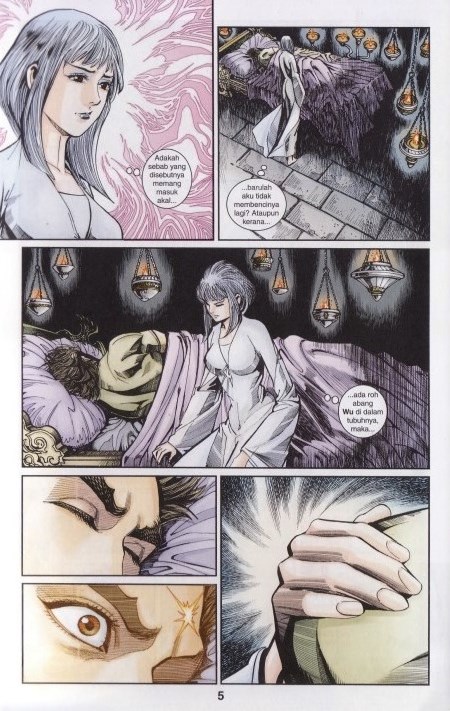 Adakah
sebab yang
disebutnya
memang
masuk
akal...
...barulah
aku tidak
membencinya
lagi? Ataupun
kerana...
...ada roh
abang
Wu di dalam
tubuhnya,
maka...
5